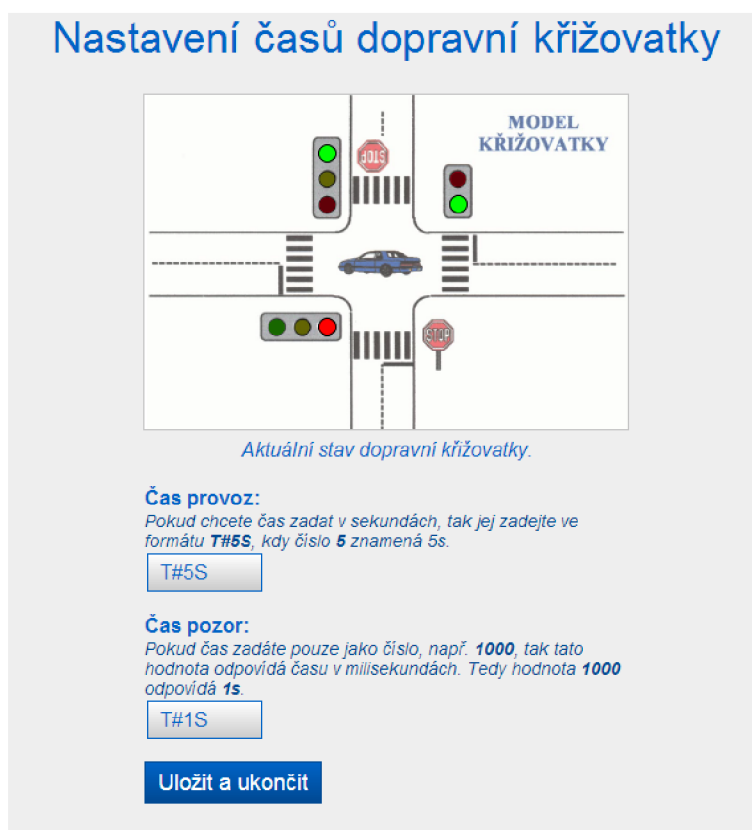 Nastavení časů dopravní křižovatky
MODEL
KŘIŽOVATKY
STOP
STOP
Aktuální stav dopravní křižovatky.
Čas provoz:
Pokud chcete čas zadat v sekundách, tak jej zadejte ve
formátu T#5S, kdy číslo 5 znamená 5s.
T#5S
Čas pozor:
Pokud čas zadáte pouze jako číslo, např. 1000, tak tato
hodnota odpovídá času v milisekundách. Tedy hodnota 1000
odpovídá 1s.
T#1S
Uložit a ukončit